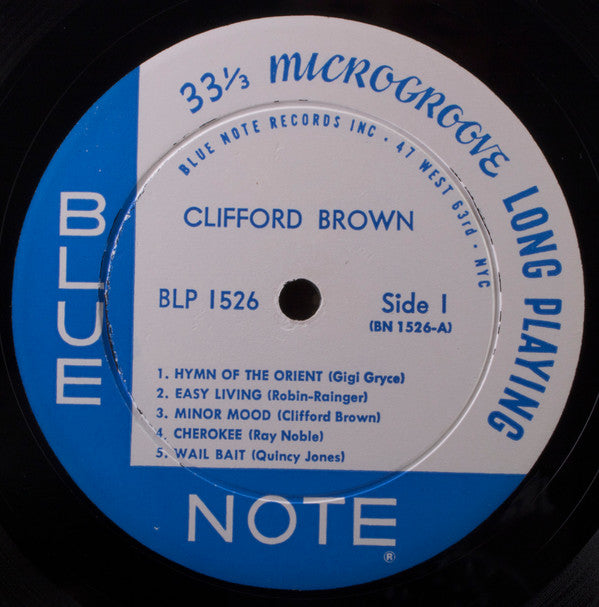 33⅓ MICROGROOVE LONG PLAYING
BLUE NOTE RECORDS INC · 47 WEST 63rd · NYC
CLIFFORD BROWN
BLP 1526
Side 1
(BN 1526-A)
1. HYMN OF THE ORIENT (Gigi Gryce)
2. EASY LIVING (Robin-Rainger)
3. MINOR MOOD (Clifford Brown)
4. CHEROKEE (Ray Noble)
5. WAIL BAIT (Quincy Jones)
BLUE
NOTE ®